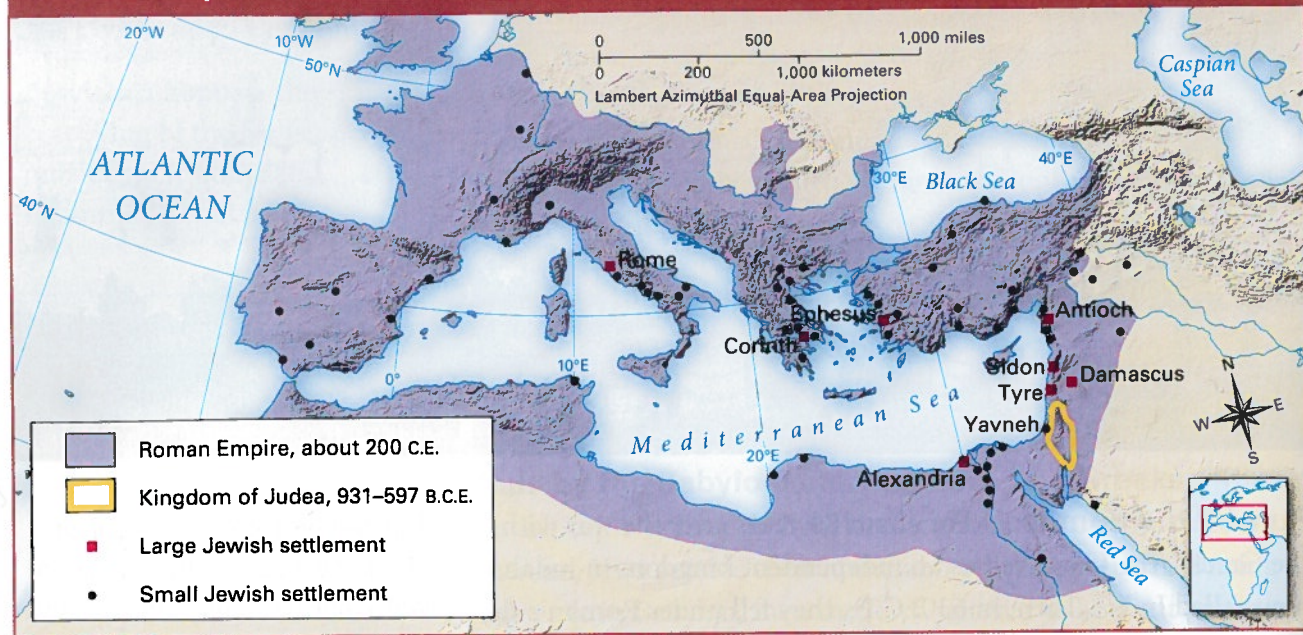 20°W
10°W
50°N
0 500 1,000 miles
0 200 1,000 kilometers
Lambert Azimuthal Equal-Area Projection
Caspian
Sea
ATLANTIC
OCEAN
40°N
30°E
Black Sea
40°E
Rome
Ephesus
Antioch
Corinth
10°E
0°
Sidon
Damascus
Tyre
Mediterranean Sea
Yavneh
20°E
Alexandria
Red Sea
N
W E
S
Roman Empire, about 200 C.E.
Kingdom of Judea, 931–597 B.C.E.
Large Jewish settlement
Small Jewish settlement